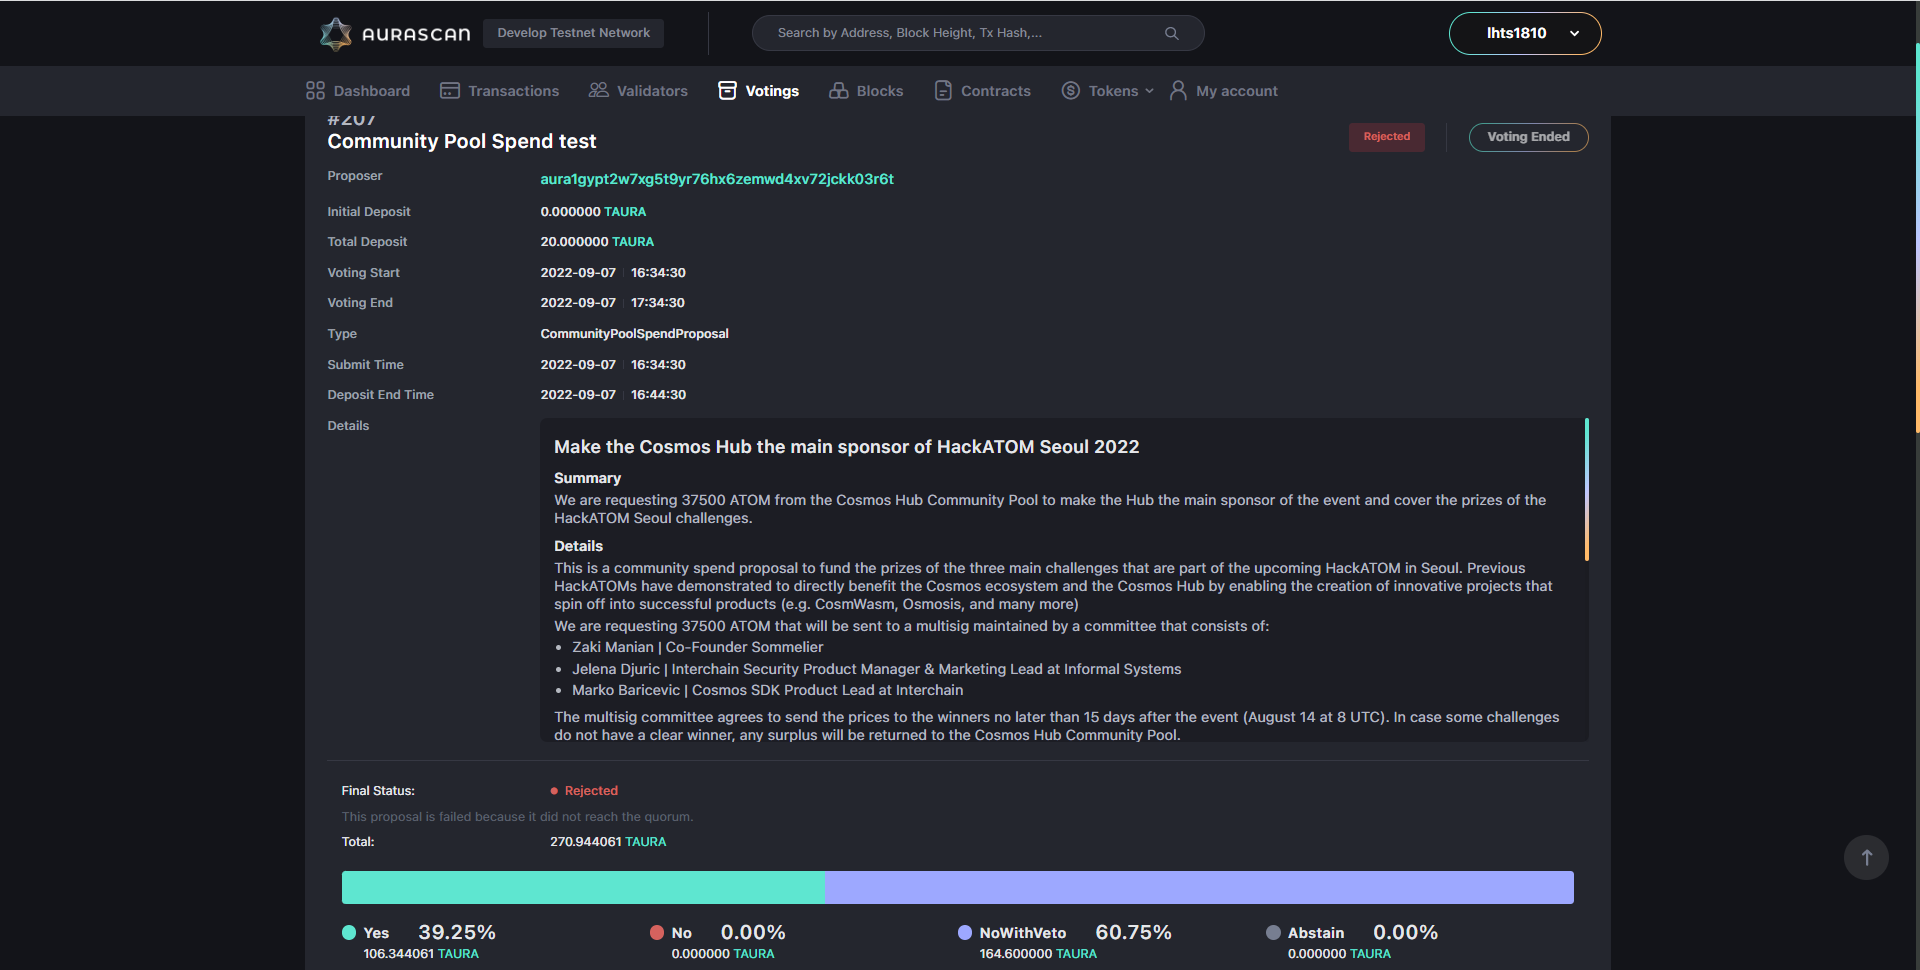 AURASCAN
Develop Testnet Network
Search by Address, Block Height, Tx Hash,...
lhts1810
Dashboard
Transactions
Validators
Votings
Blocks
Contracts
Tokens
My account
#207
Community Pool Spend test
Rejected
Voting Ended
Proposer
aura1gypt2w7xg5t9yr76hx6zemwd4xv72jckk03r6t
Initial Deposit
0.000000 TAURA
Total Deposit
20.000000 TAURA
Voting Start
2022-09-07 | 16:34:30
Voting End
2022-09-07 | 17:34:30
Type
CommunityPoolSpendProposal
Submit Time
2022-09-07 | 16:34:30
Deposit End Time
2022-09-07 | 16:44:30
Details
Make the Cosmos Hub the main sponsor of HackATOM Seoul 2022
Summary
We are requesting 37500 ATOM from the Cosmos Hub Community Pool to make the Hub the main sponsor of the event and cover the prizes of the
HackATOM Seoul challenges.
Details
This is a community spend proposal to fund the prizes of the three main challenges that are part of the upcoming HackATOM in Seoul. Previous
HackATOMs have demonstrated to directly benefit the Cosmos ecosystem and the Cosmos Hub by enabling the creation of innovative projects that
spin off into successful products (e.g. CosmWasm, Osmosis, and many more)
We are requesting 37500 ATOM that will be sent to a multisig maintained by a committee that consists of:
• Zaki Manian | Co-Founder Sommelier
• Jelena Djuric | Interchain Security Product Manager & Marketing Lead at Informal Systems
• Marko Baricevic | Cosmos SDK Product Lead at Interchain
The multisig committee agrees to send the prices to the winners no later than 15 days after the event (August 14 at 8 UTC). In case some challenges
do not have a clear winner, any surplus will be returned to the Cosmos Hub Community Pool.
Final Status:
Rejected
This proposal is failed because it did not reach the quorum.
Total:
270.944061 TAURA
Yes 39.25%
106.344061 TAURA
No 0.00%
0.000000 TAURA
NoWithVeto 60.75%
164.600000 TAURA
Abstain 0.00%
0.000000 TAURA